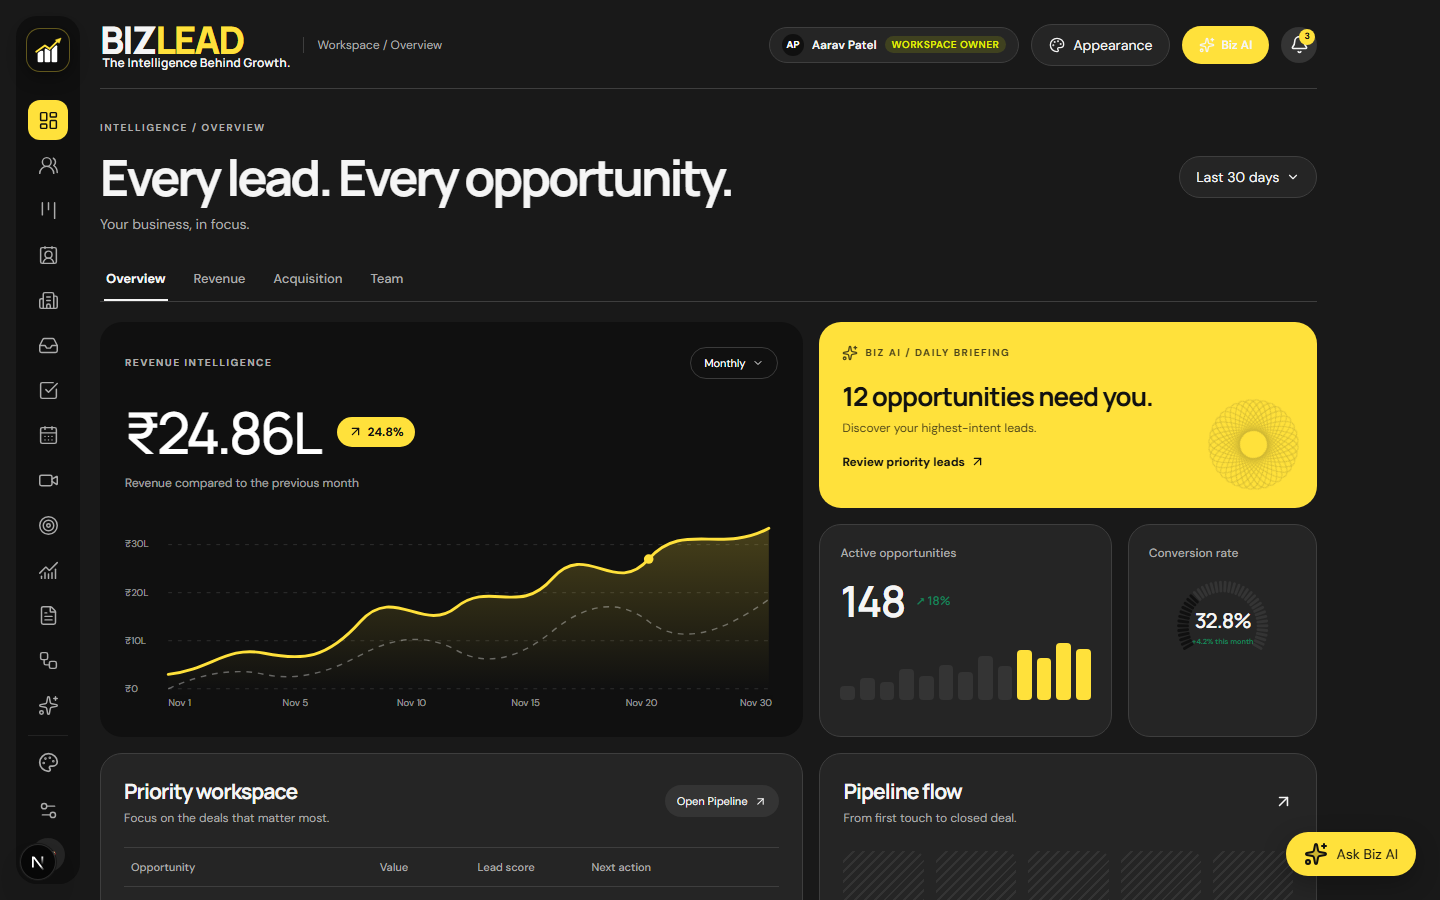 BIZLEAD
The Intelligence Behind Growth.
Workspace / Overview
AP
Aarav Patel
WORKSPACE OWNER
Appearance
Biz AI
3
INTELLIGENCE / OVERVIEW
Every lead. Every opportunity.
Your business, in focus.
Last 30 days
Overview
Revenue
Acquisition
Team
REVENUE INTELLIGENCE
Monthly
₹24.86L
24.8%
Revenue compared to the previous month
₹30L
₹20L
₹10L
₹0
Nov 1
Nov 5
Nov 10
Nov 15
Nov 20
Nov 30
BIZ AI / DAILY BRIEFING
12 opportunities need you.
Discover your highest-intent leads.
Review priority leads
Active opportunities
148
↗ 18%
Conversion rate
32.8%
+4.2% this month
Priority workspace
Focus on the deals that matter most.
Open Pipeline
Opportunity
Value
Lead score
Next action
Pipeline flow
From first touch to closed deal.
N
Ask Biz AI